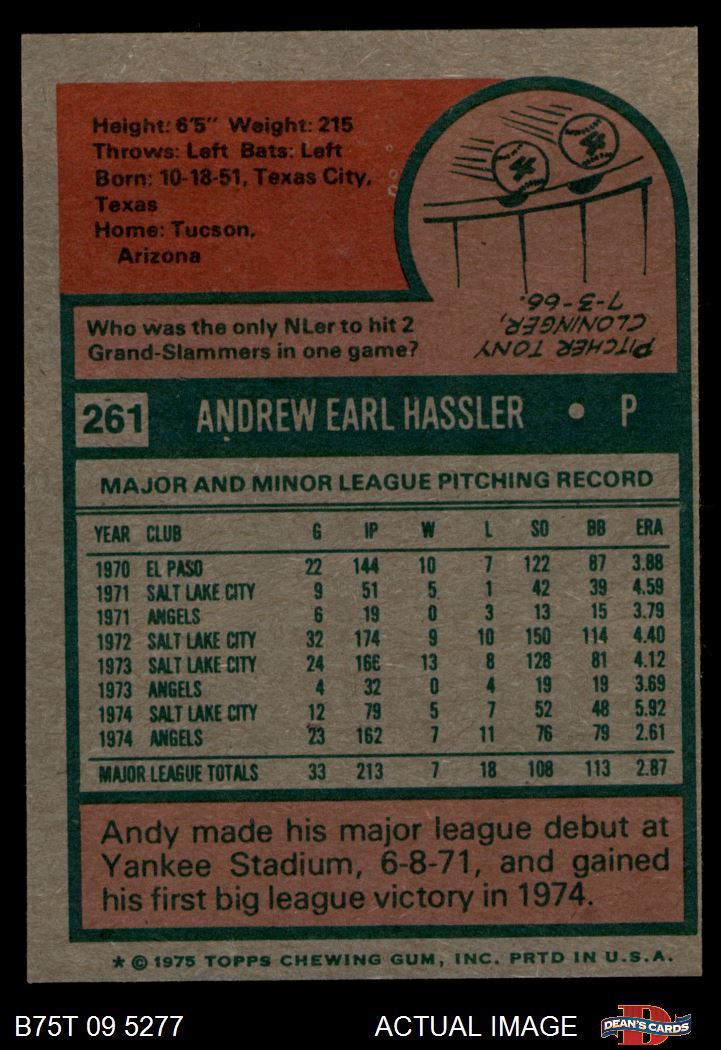 Height: 6'5" Weight: 215
Throws: Left Bats: Left
Born: 10-18-51, Texas City,
Texas
Home: Tucson,
Arizona
Who was the only NLer to hit 2
Grand-Slammers in one game?
PITCHER TONY
CLONINGER,
7-3-66.
261 ANDREW EARL HASSLER • P
MAJOR AND MINOR LEAGUE PITCHING RECORD
YEAR CLUB G IP W L SO BB ERA
1970 EL PASO 22 144 10 7 122 87 3.88
1971 SALT LAKE CITY 9 51 5 1 42 39 4.59
1971 ANGELS 6 19 0 3 13 15 3.79
1972 SALT LAKE CITY 32 174 9 10 150 114 4.40
1973 SALT LAKE CITY 24 166 13 8 128 81 4.12
1973 ANGELS 4 32 0 4 19 19 3.69
1974 SALT LAKE CITY 12 79 5 7 52 48 5.92
1974 ANGELS 23 162 7 11 76 79 2.61
MAJOR LEAGUE TOTALS 33 213 7 18 108 113 2.87
Andy made his major league debut at
Yankee Stadium, 6-8-71, and gained
his first big league victory in 1974.
* © 1975 TOPPS CHEWING GUM, INC. PRTD IN U.S.A.
B75T 09 5277 ACTUAL IMAGE DEAN'S CARDS